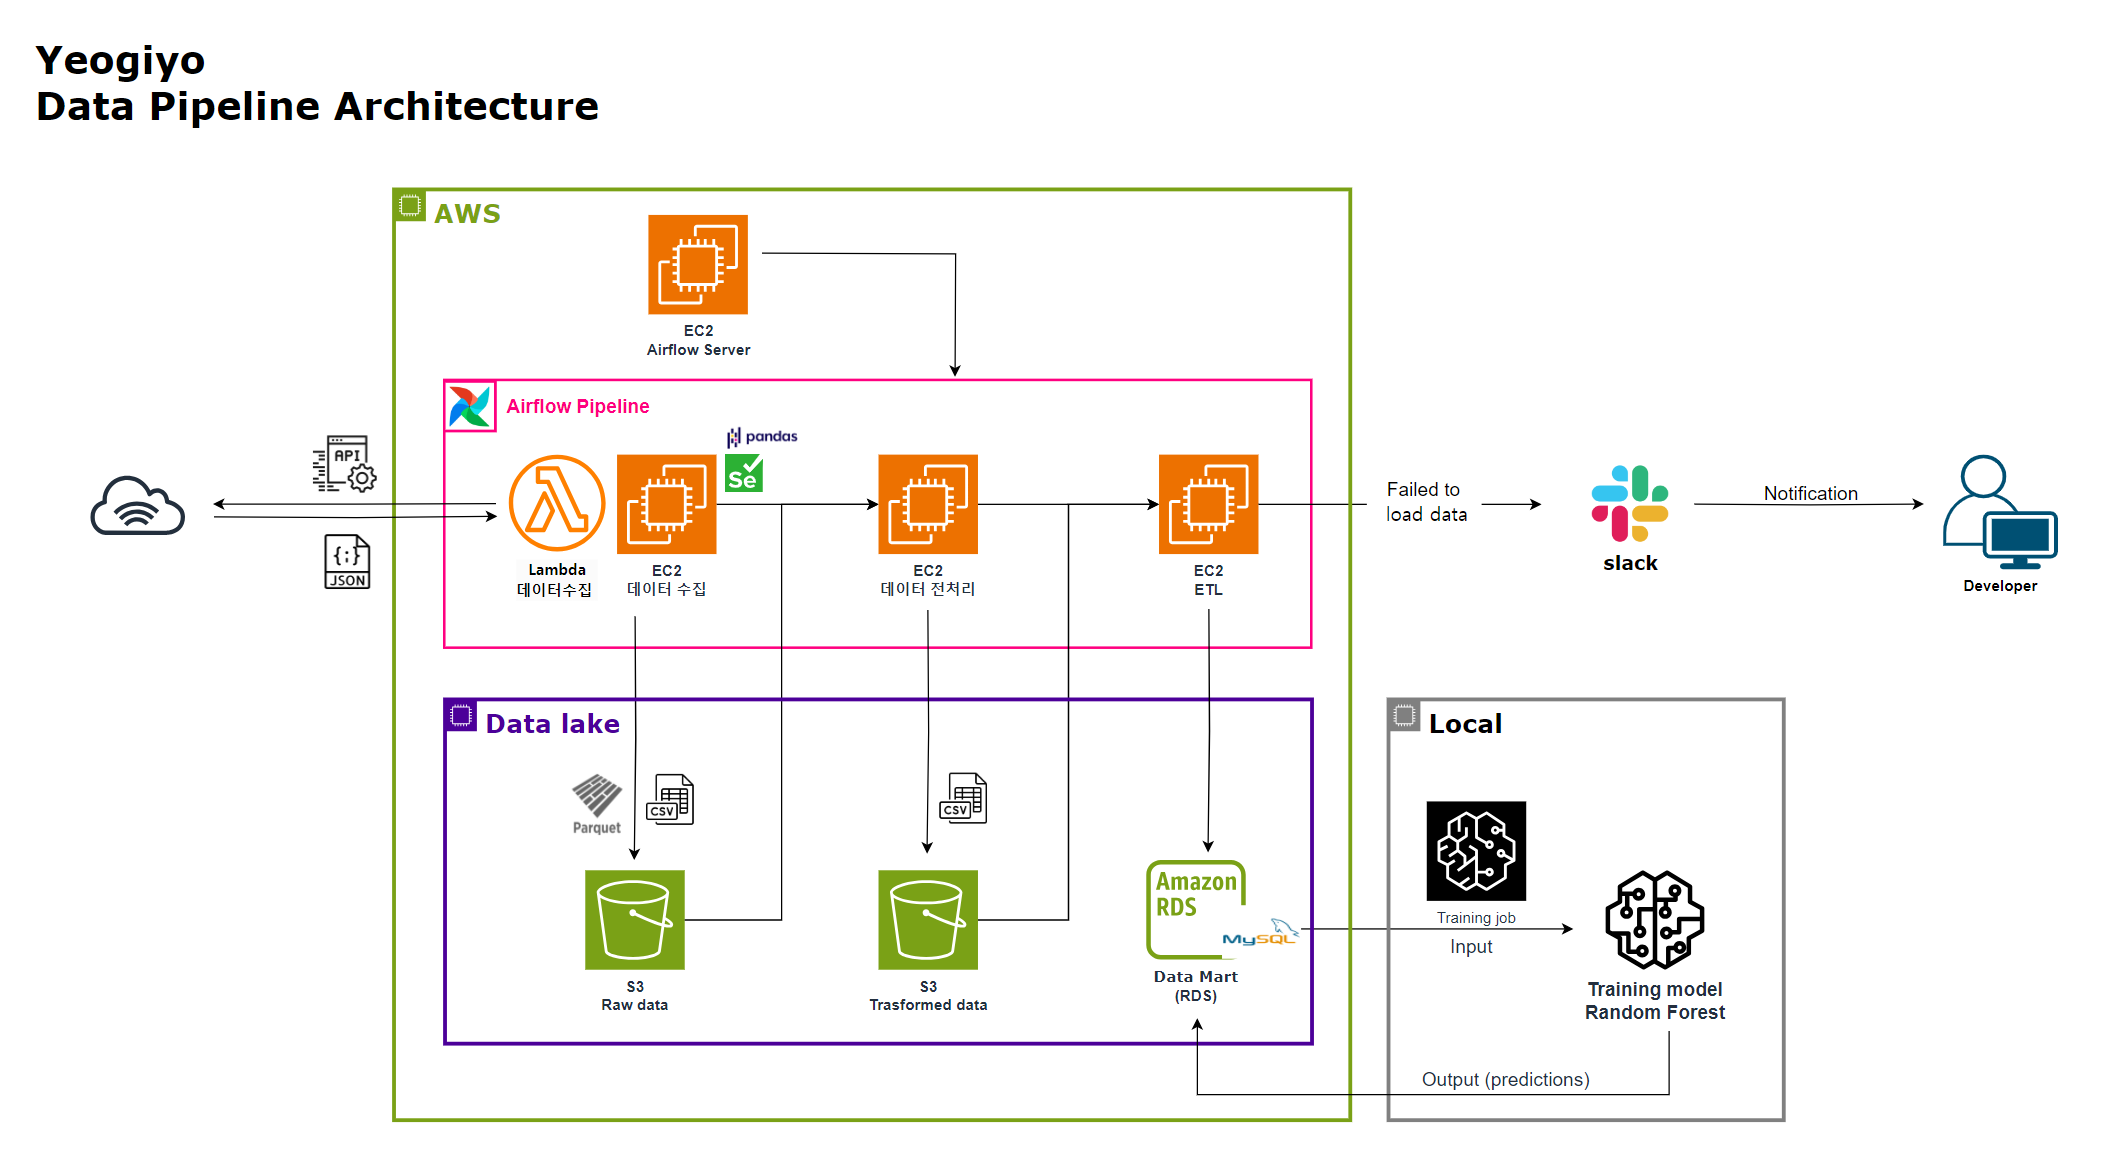 Yeogiyo
Data Pipeline Architecture
AWS
EC2
Airflow Server
Airflow Pipeline
pandas
Se
API
{;}
JSON
Lambda
데이터수집
EC2
데이터 수집
EC2
데이터 전처리
EC2
ETL
Failed to
load data
slack
Notification
Developer
Data lake
Parquet
CSV
CSV
S3
Raw data
S3
Trasformed data
Amazon
RDS
MySQL
Data Mart
(RDS)
Local
Training job
Input
Training model
Random Forest
Output (predictions)